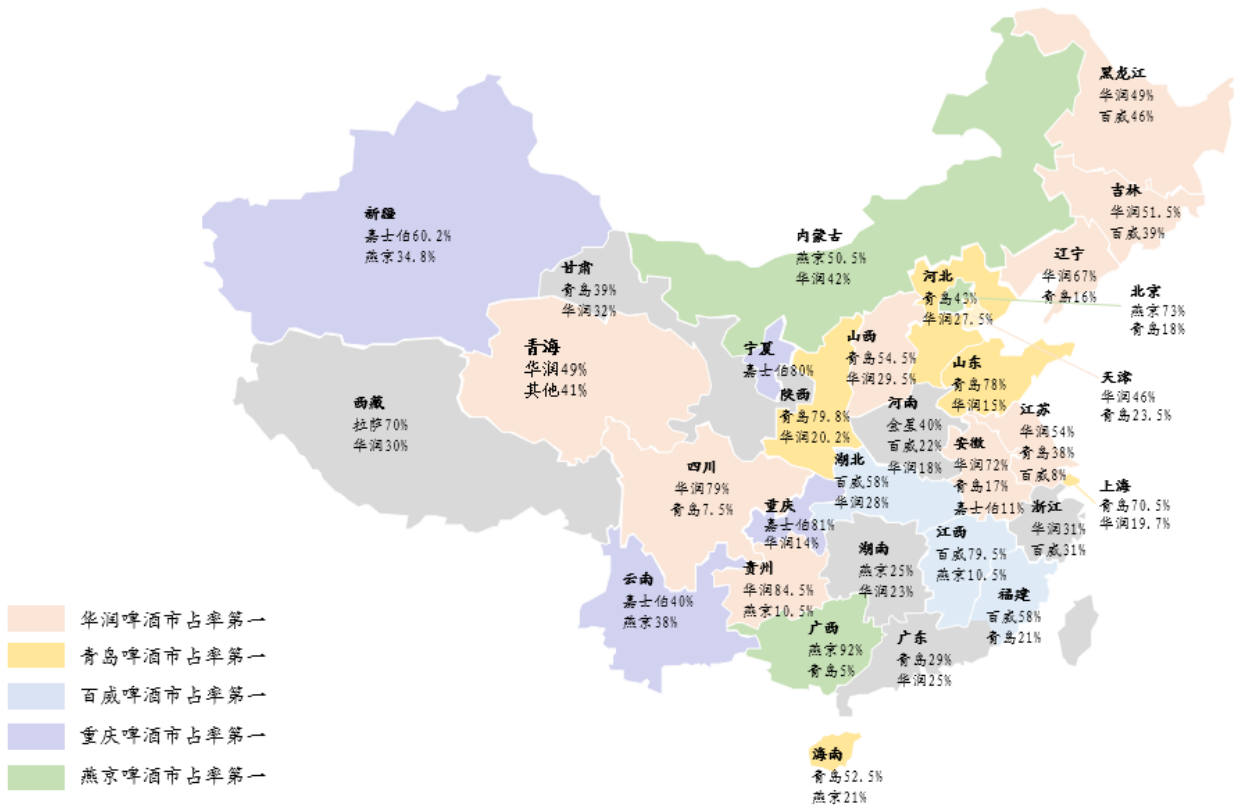 黑龙江
华润49%
百威46%
吉林
华润51.5%
百威39%
辽宁
华润67%
青岛16%
新疆
嘉士伯60.2%
燕京34.8%
内蒙古
燕京50.5%
华润42%
甘肃
青岛39%
华润32%
河北
青岛43%
华润27.5%
北京
燕京73%
青岛18%
青海
华润49%
其他41%
宁夏
嘉士伯80%
山西
青岛54.5%
华润29.5%
山东
青岛78%
华润15%
天津
华润46%
青岛23.5%
西藏
拉萨70%
华润30%
陕西
青岛79.8%
华润20.2%
河南
金星40%
百威22%
华润18%
江苏
华润54%
青岛38%
百威8%
安徽
华润72%
青岛17%
嘉士伯11%
四川
华润79%
青岛7.5%
湖北
百威58%
华润28%
上海
青岛70.5%
华润19.7%
重庆
嘉士伯81%
华润14%
浙江
华润31%
百威31%
江西
百威79.5%
燕京10.5%
湖南
燕京25%
华润23%
云南
嘉士伯40%
燕京38%
贵州
华润84.5%
燕京10.5%
福建
百威58%
青岛21%
广西
燕京92%
青岛5%
广东
青岛29%
华润25%
海南
青岛52.5%
燕京21%
华润啤酒市占率第一
青岛啤酒市占率第一
百威啤酒市占率第一
重庆啤酒市占率第一
燕京啤酒市占率第一